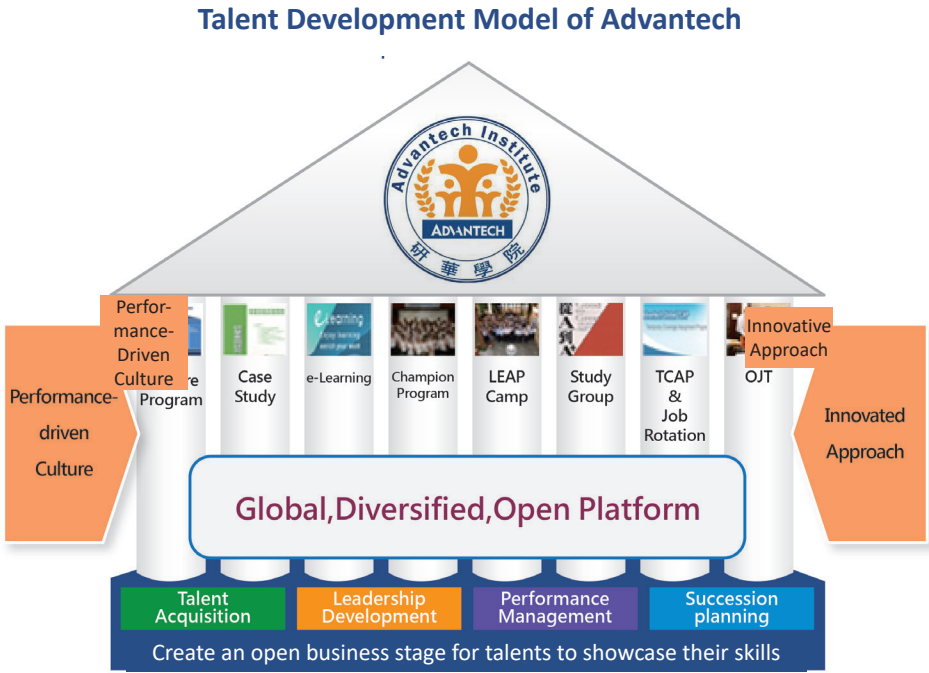 Talent Development Model of Advantech
Advantech Institute
ADVANTECH
研華學院
Perfor-
mance-
Driven
Culture
Innovative
Approach
Performance-
driven
Culture
Innovated
Approach
re
Program
Case
Study
e-Learning
Champion
Program
LEAP
Camp
Study
Group
TCAP
&
Job
Rotation
OJT
Global,Diversified,Open Platform
Talent
Acquisition
Leadership
Development
Performance
Management
Succession
planning
Create an open business stage for talents to showcase their skills